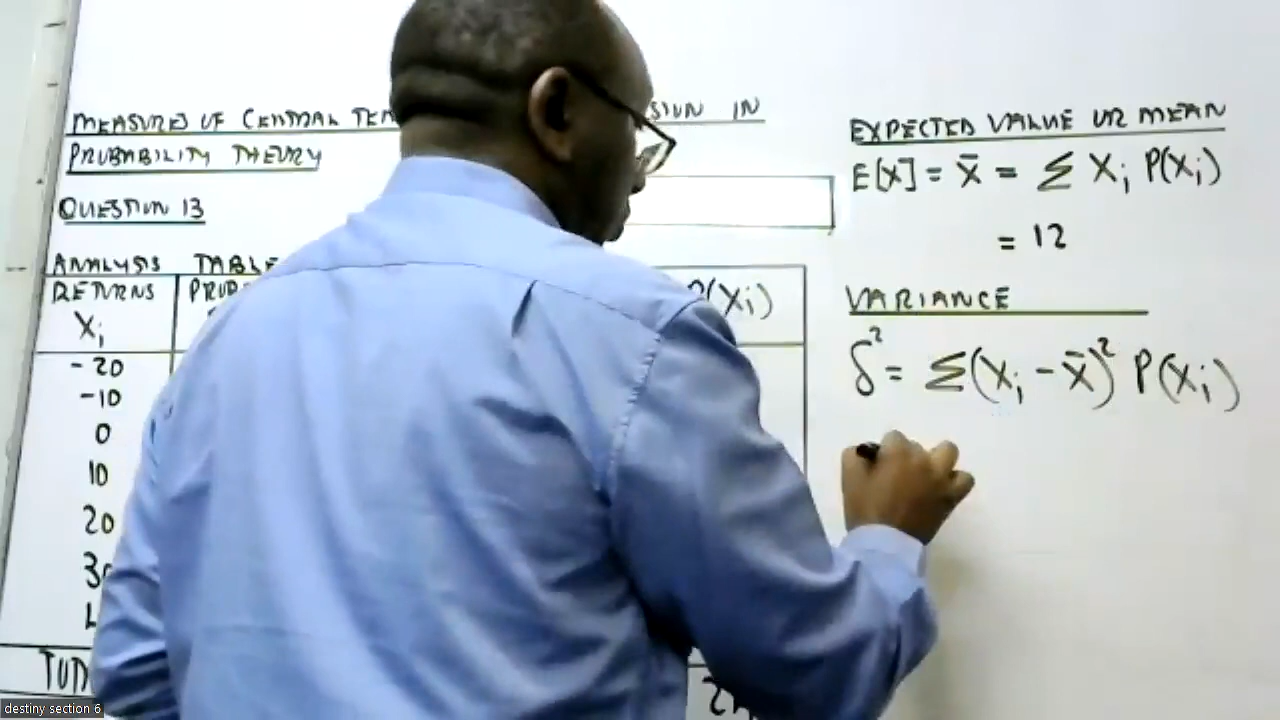 MEASURES OF CENTRAL TEN
SION IN
PROBABILITY THEORY
QUESTION 13
ANALYSIS TABLE
RETURNS
Xi
PROB
P(Xi)
-20
-10
0
10
20
30
TOT
EXPECTED VALUE OR MEAN
E[X] = X̄ = Σ Xi P(Xi)
= 12
VARIANCE
δ² = Σ(Xi - X̄)² P(Xi)
destiny section 6